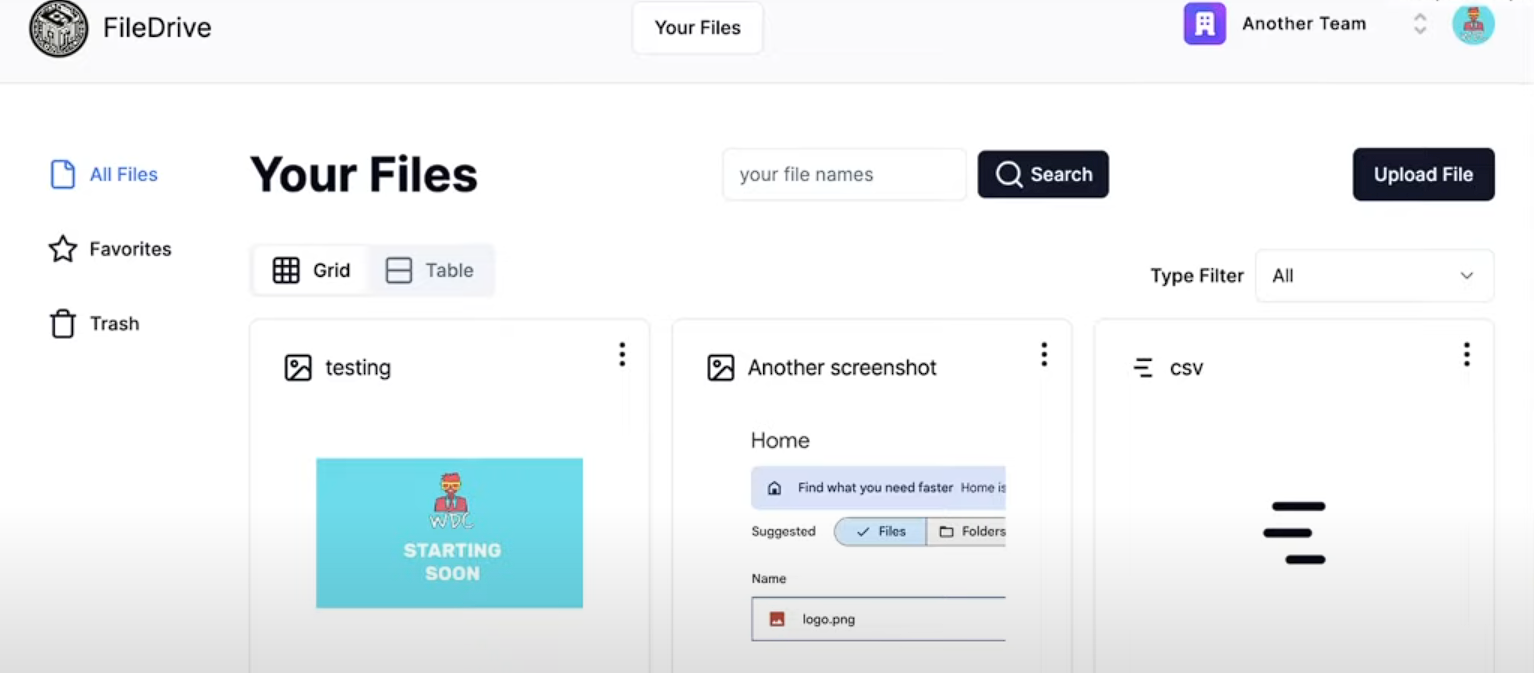 FileDrive
Your Files
Another Team
All Files
Favorites
Trash
Your Files
your file names
Search
Upload File
Grid
Table
Type Filter
All
testing
WDC
STARTING
SOON
Another screenshot
Home
Find what you need faster Home is
Suggested
Files
Folders
Name
logo.png
csv